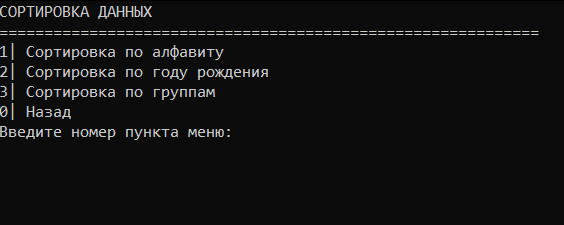 СОРТИРОВКА ДАННЫХ
============================================================
1| Сортировка по алфавиту
2| Сортировка по году рождения
3| Сортировка по группам
0| Назад
Введите номер пункта меню: